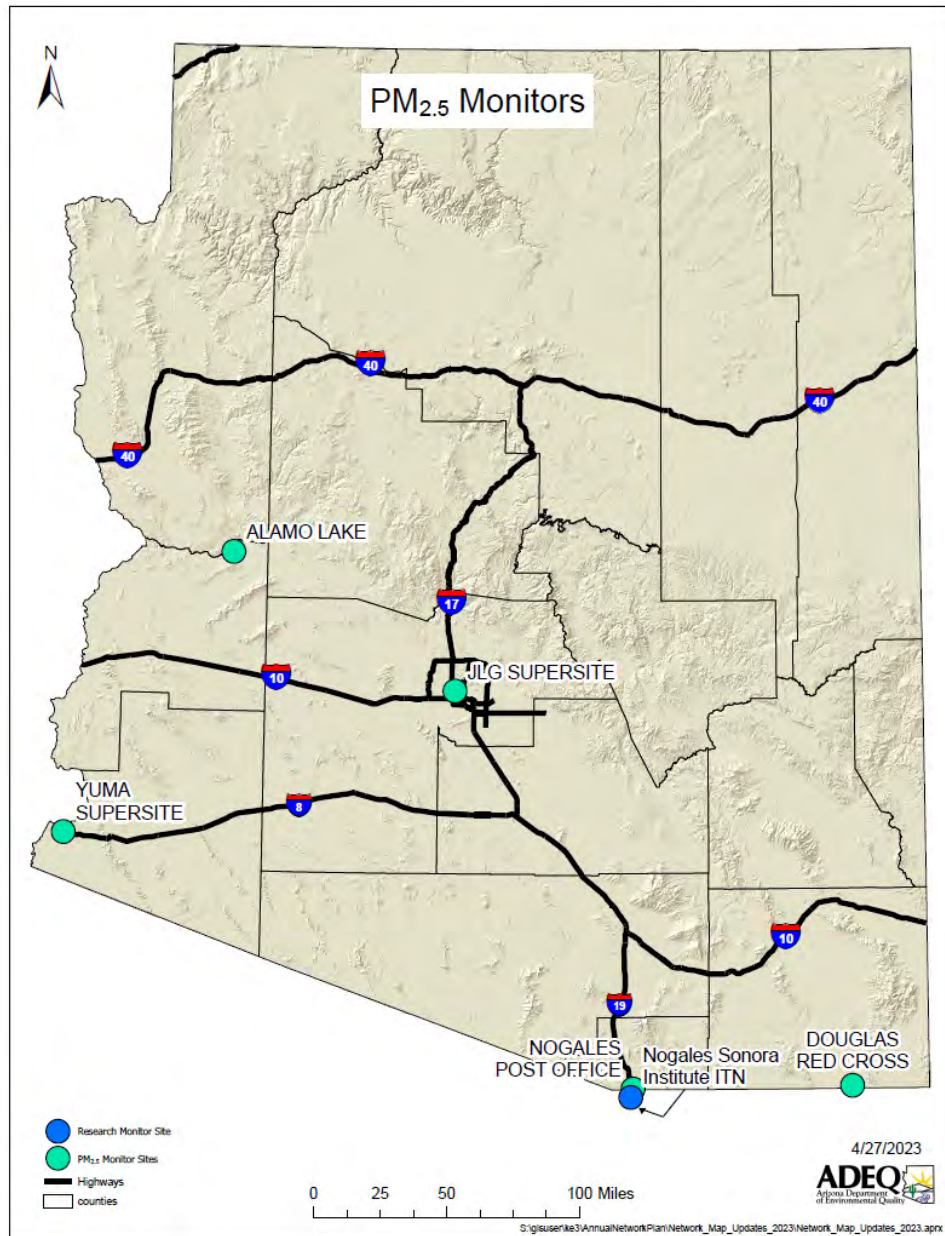 N
PM2.5 Monitors
40
40
40
ALAMO LAKE
17
10
JLG SUPERSITE
YUMA
SUPERSITE
8
10
19
NOGALES
POST OFFICE
Nogales Sonora
Institute ITN
DOUGLAS
RED CROSS
Research Monitor Site
PM2.5 Monitor Sites
Highways
counties
0 25 50 100 Miles
4/27/2023
ADEQ
Arizona Department
of Environmental Quality
S:\gisuser\ke3\AnnualNetworkPlan\Network_Map_Updates_2023\Network_Map_Updates_2023.aprx